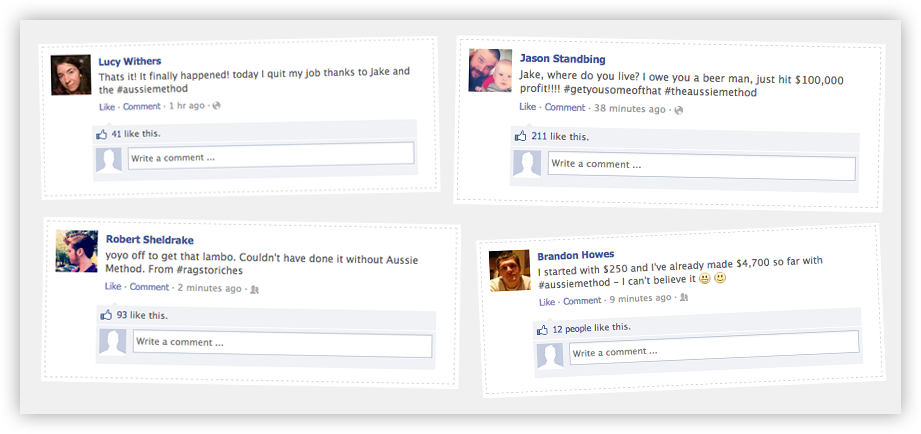 Lucy Withers
Thats it! It finally happened! today I quit my job thanks to Jake and
the #aussiemethod
Like · Comment · 1 hr ago ·
41 like this.
Write a comment ...
Jason Standbing
Jake, where do you live? I owe you a beer man, just hit $100,000
profit!!!! #getyousomeofthat #theaussiemethod
Like · Comment · 38 minutes ago ·
211 like this.
Write a comment ...
Robert Sheldrake
yoyo off to get that lambo. Couldn't have done it without Aussie
Method. From #ragstoriches
Like · Comment · 2 minutes ago ·
93 like this.
Write a comment ...
Brandon Howes
I started with $250 and I've already made $4,700 so far with
#aussiemethod – I can't believe it 😀 🙂
Like · Comment · 9 minutes ago ·
12 people like this.
Write a comment ...